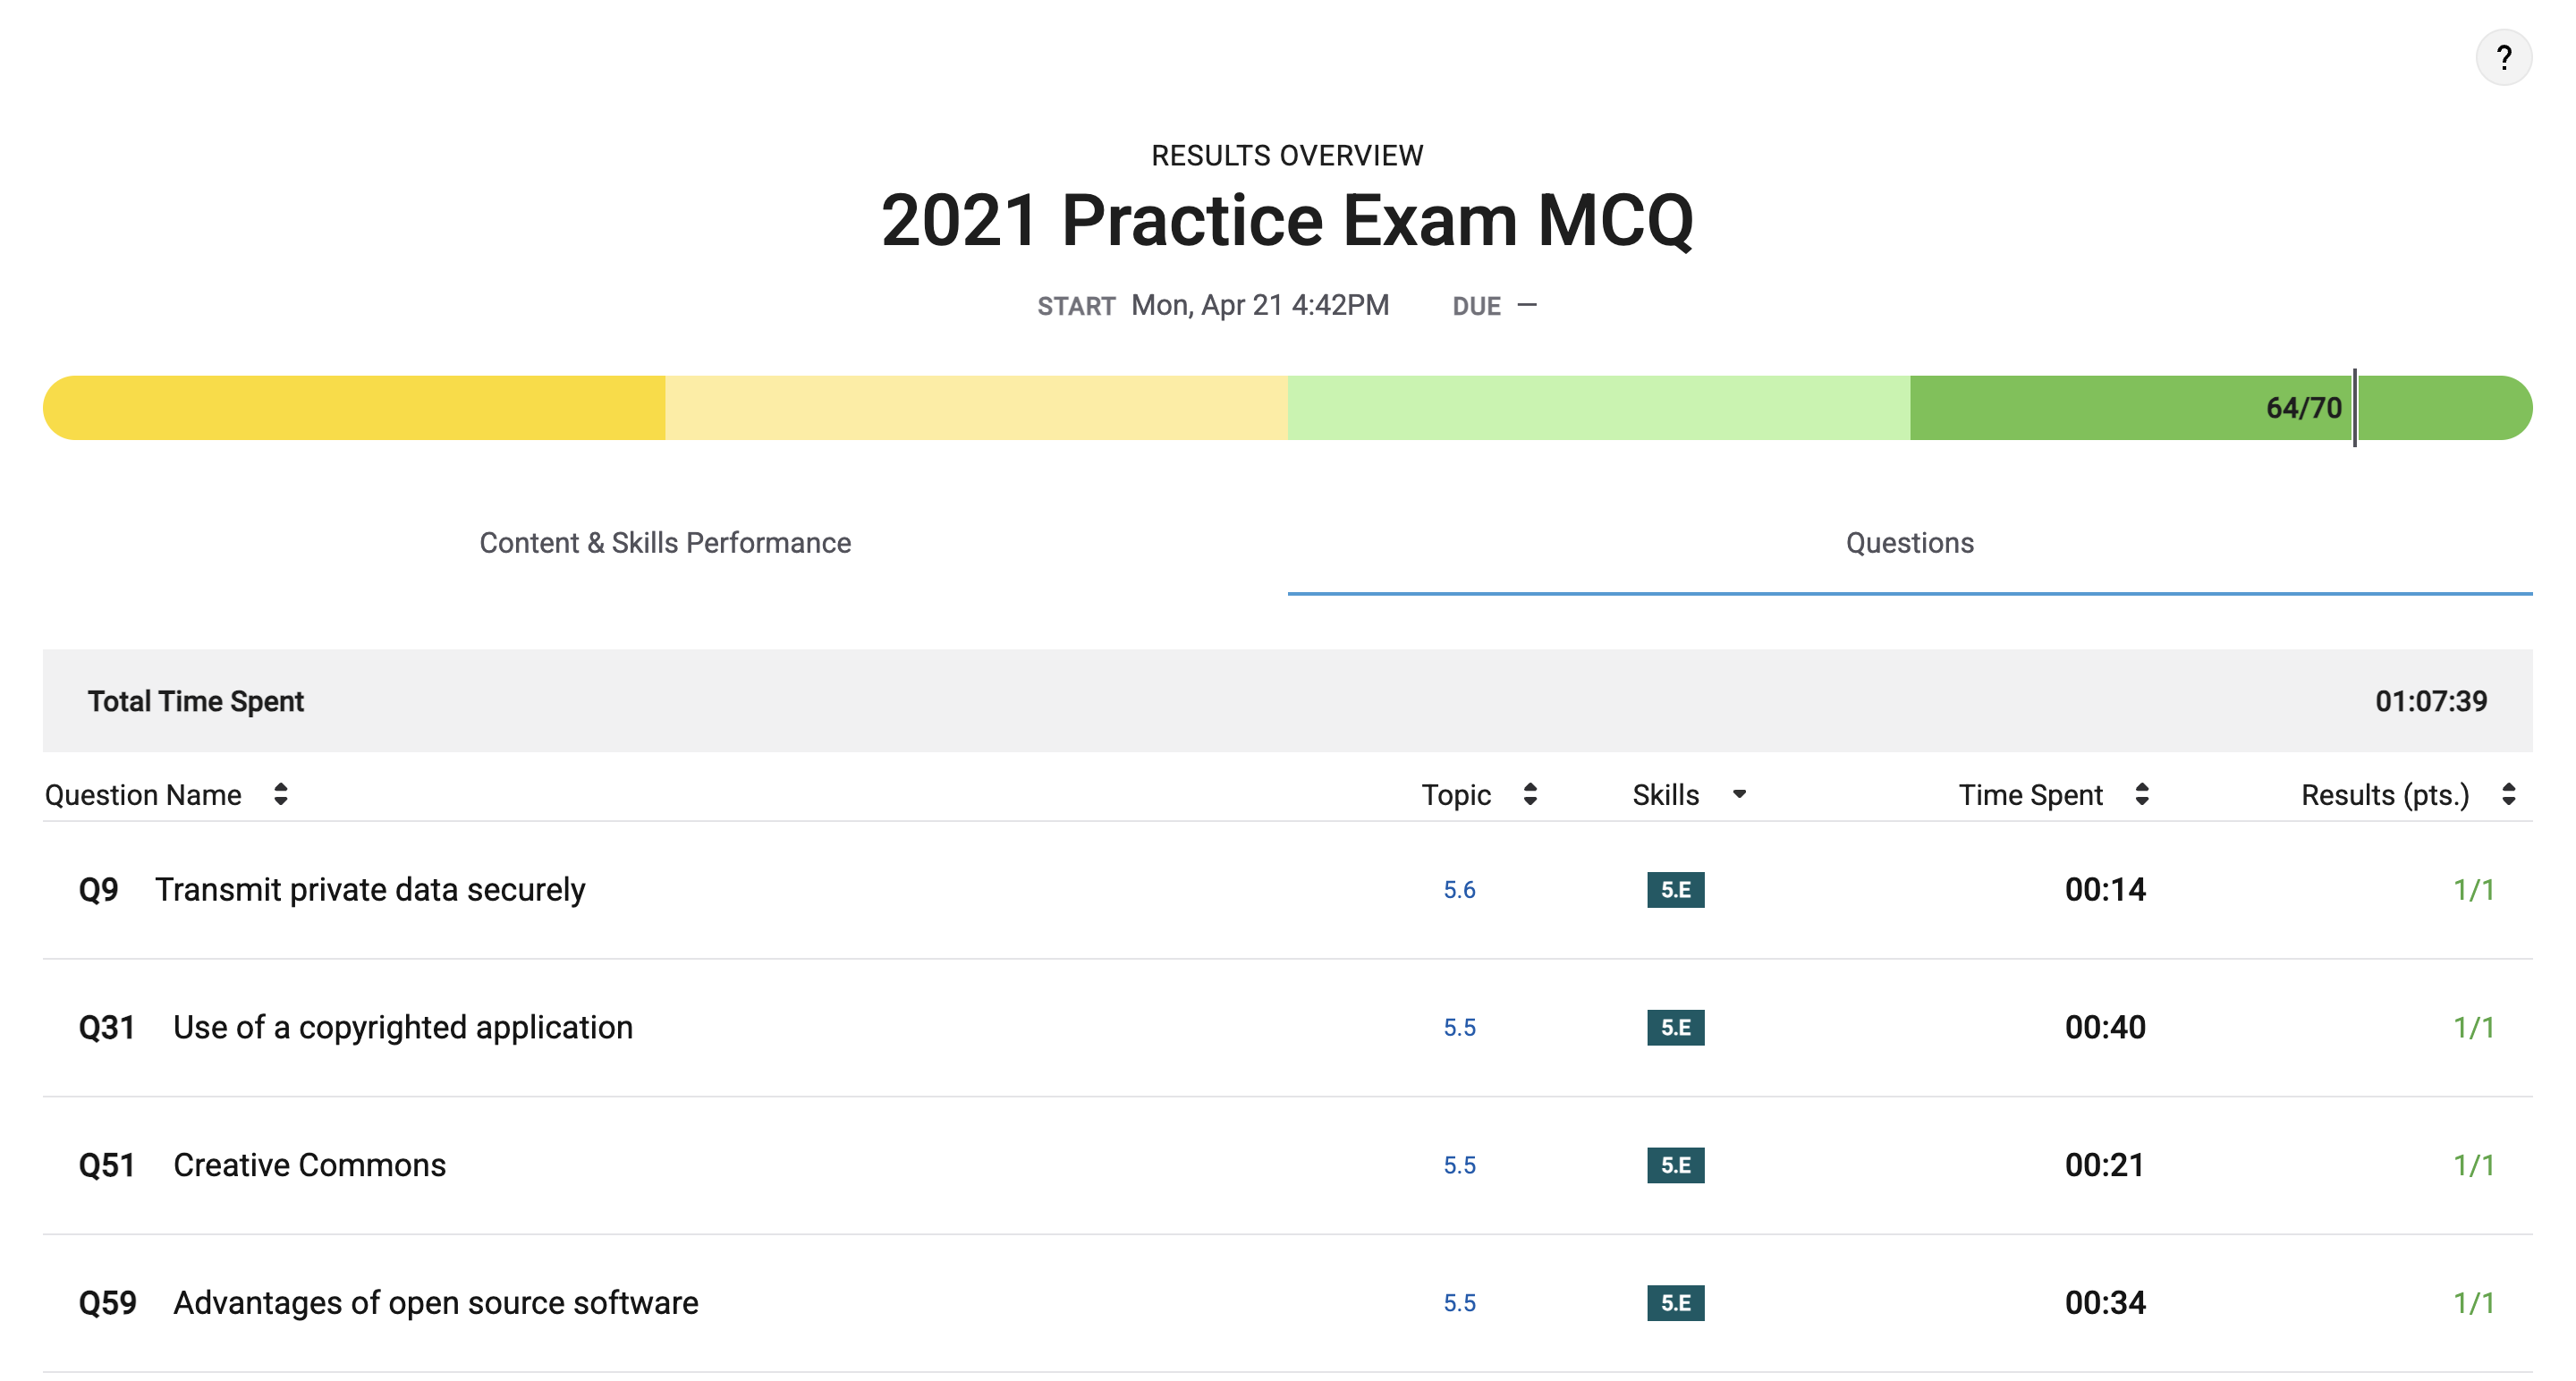 ?
RESULTS OVERVIEW
2021 Practice Exam MCQ
START Mon, Apr 21 4:42PM DUE —
64/70
Content & Skills Performance Questions
Total Time Spent 01:07:39
Question Name Topic Skills Time Spent Results (pts.)
Q9 Transmit private data securely 5.6 5.E 00:14 1/1
Q31 Use of a copyrighted application 5.5 5.E 00:40 1/1
Q51 Creative Commons 5.5 5.E 00:21 1/1
Q59 Advantages of open source software 5.5 5.E 00:34 1/1